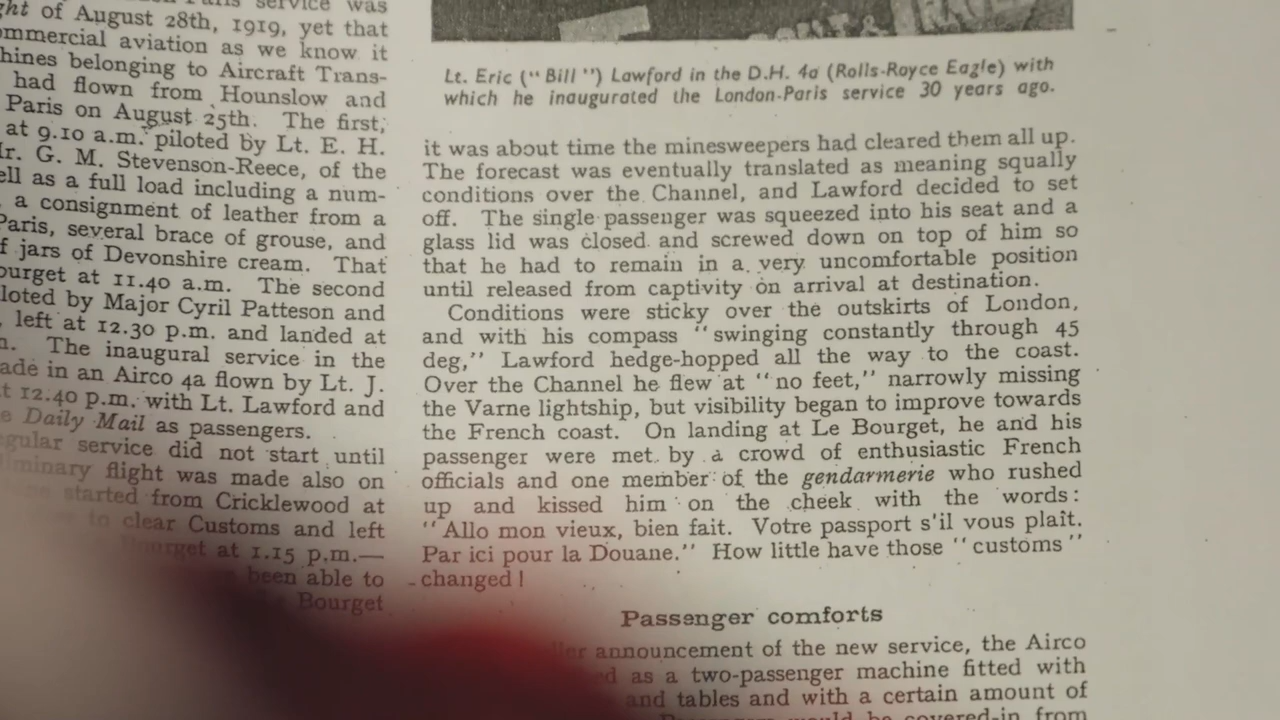 service was
ght of August 28th, 1919, yet that
ommercial aviation as we know it
hines belonging to Aircraft Trans-
had flown from Hounslow and
Paris on August 25th. The first,
at 9.10 a.m. piloted by Lt. E. H.
Mr. G. M. Stevenson-Reece, of the
ell as a full load including a num-
a consignment of leather from a
Paris, several brace of grouse, and
f jars of Devonshire cream. That
ourget at 11.40 a.m. The second
loted by Major Cyril Patteson and
left at 12.30 p.m. and landed at
n. The inaugural service in the
ade in an Airco 4a flown by Lt. J.
t 12.40 p.m. with Lt. Lawford and
e Daily Mail as passengers.
gular service did not start until
liminary flight was made also on
started from Cricklewood at
to clear Customs and left
Bourget at 1.15 p.m.—
been able to
Bourget
Lt. Eric ("Bill") Lawford in the D.H. 4a (Rolls-Royce Eagle) with
which he inaugurated the London-Paris service 30 years ago.
it was about time the minesweepers had cleared them all up.
The forecast was eventually translated as meaning squally
conditions over the Channel, and Lawford decided to set
off. The single passenger was squeezed into his seat and a
glass lid was closed and screwed down on top of him so
that he had to remain in a very uncomfortable position
until released from captivity on arrival at destination.
Conditions were sticky over the outskirts of London,
and with his compass "swinging constantly through 45
deg," Lawford hedge-hopped all the way to the coast.
Over the Channel he flew at "no feet," narrowly missing
the Varne lightship, but visibility began to improve towards
the French coast. On landing at Le Bourget, he and his
passenger were met by a crowd of enthusiastic French
officials and one member of the gendarmerie who rushed
up and kissed him on the cheek with the words:
"Allo mon vieux, bien fait. Votre passport s'il vous plaît.
Par ici pour la Douane." How little have those "customs"
changed!
Passenger comforts
announcement of the new service, the Airco
as a two-passenger machine fitted with
and tables and with a certain amount of
would be covered-in from